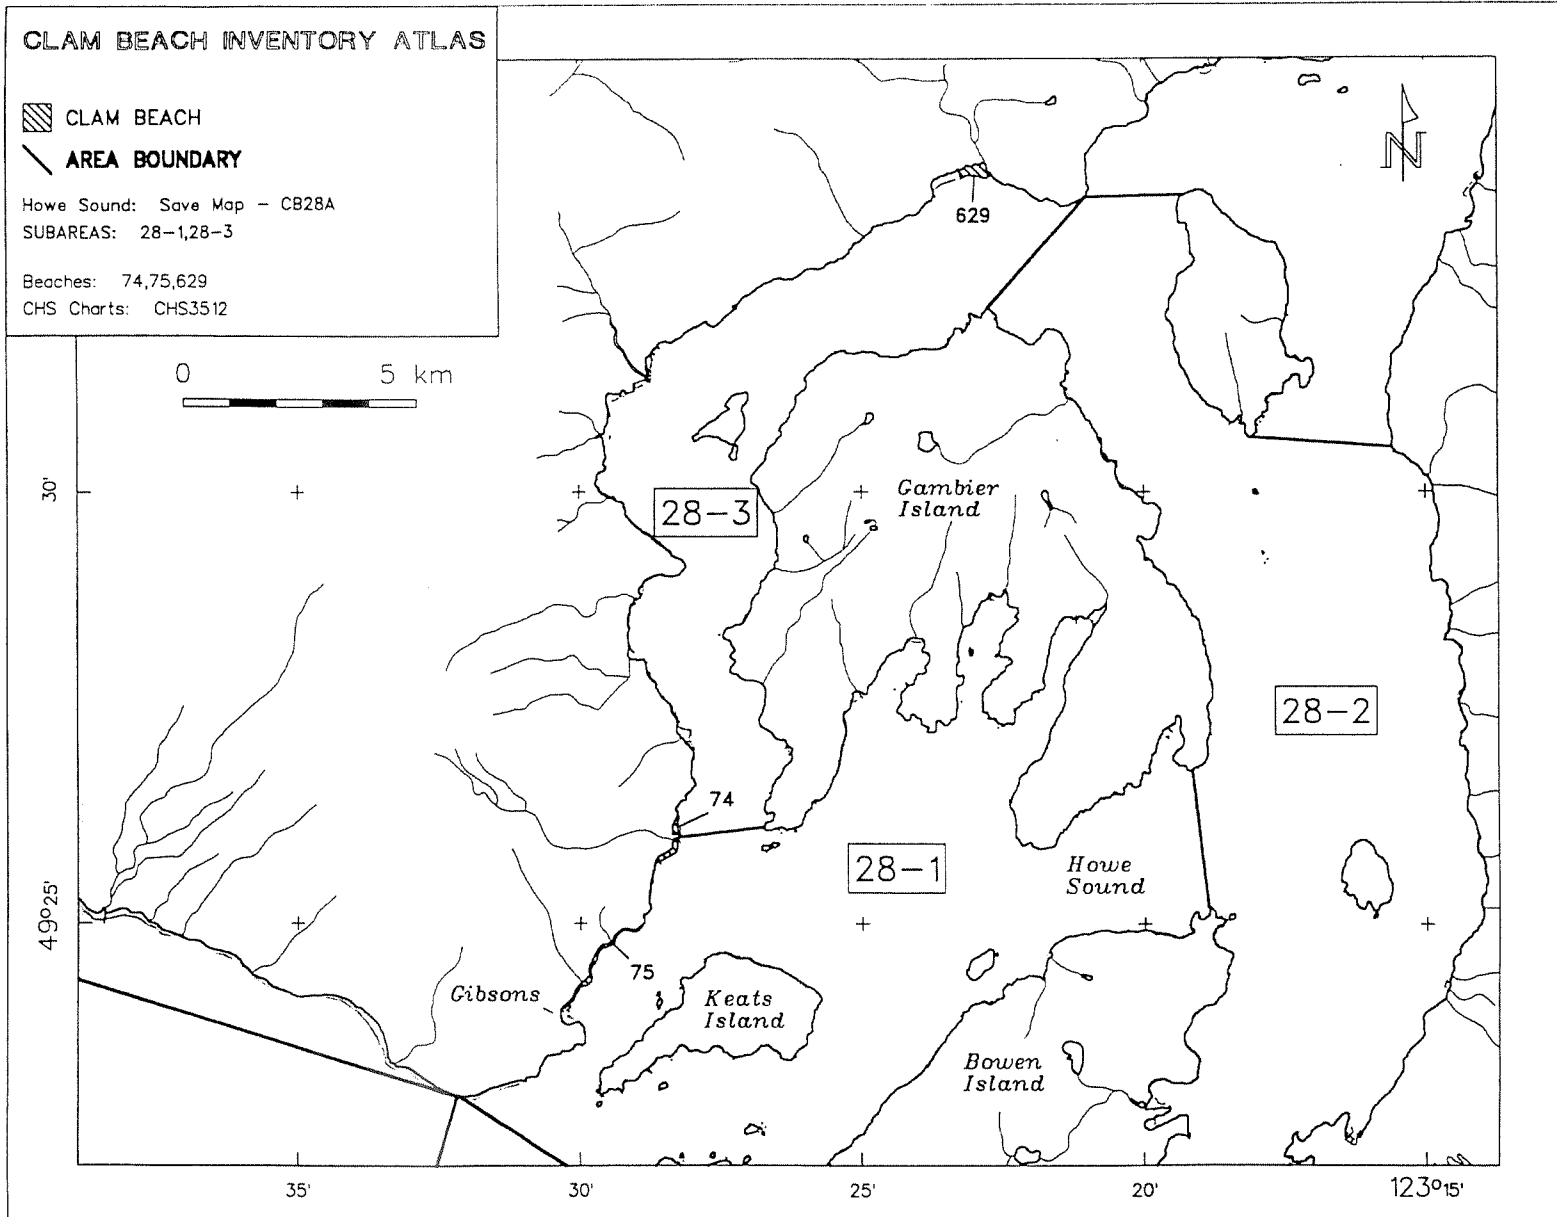 CLAM BEACH INVENTORY ATLAS
CLAM BEACH
AREA BOUNDARY
Howe Sound: Save Map - CB28A
SUBAREAS: 28-1,28-3
Beaches: 74,75,629
CHS Charts: CHS3512
0 5 km
N
629
30'
28-3
Gambier
Island
28-2
74
28-1
Howe
Sound
49°25'
75
Gibsons
Keats
Island
Bowen
Island
35'
30'
25'
20'
123°15'